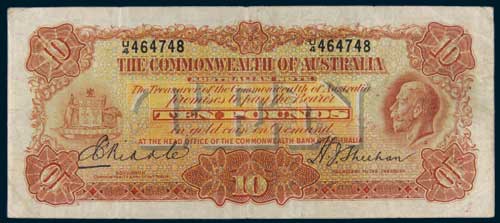 10 U/4 464748 U/4 464748 10
THE COMMONWEALTH OF AUSTRALIA
AUSTRALIAN NOTE
The Treasurer of the Commonwealth of Australia
promises to pay the Bearer
TEN POUNDS
in gold coin on Demand
AT THE HEAD OFFICE OF THE COMMONWEALTH BANK OF AUSTRALIA
C Riddle
H. J. Sheehan
10 10 10